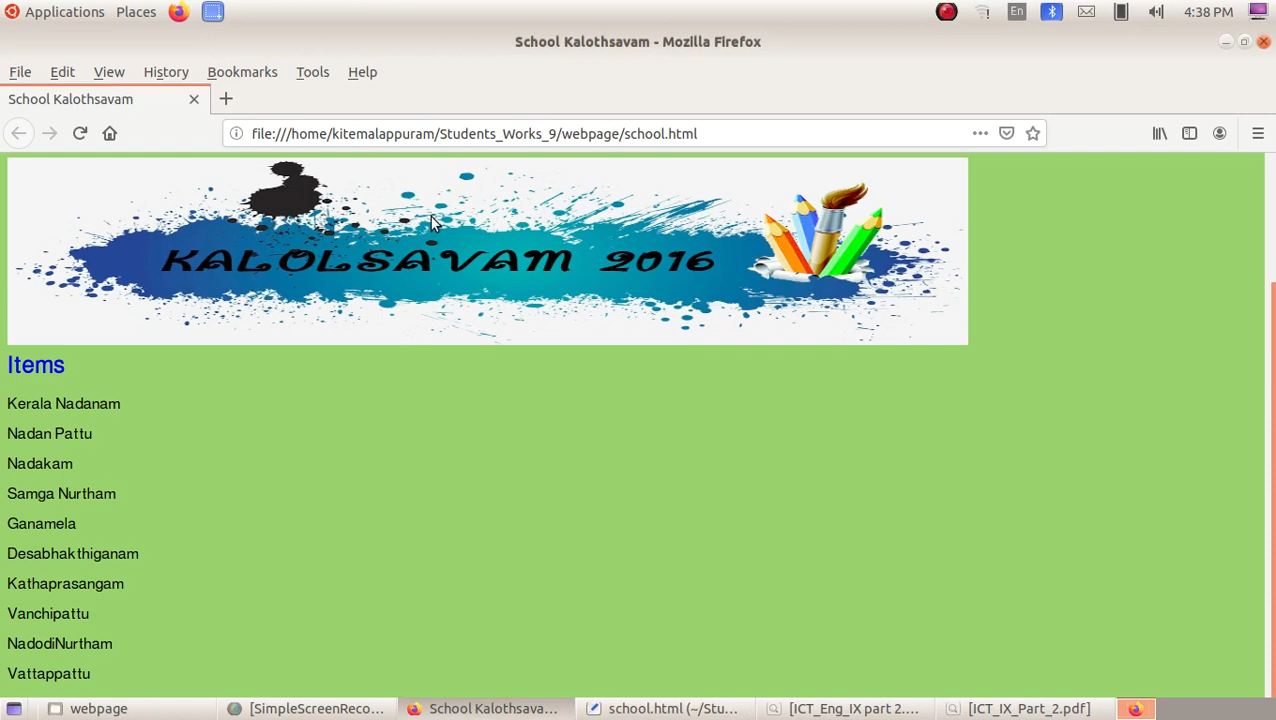 Applications Places En 4:38 PM
School Kalothsavam - Mozilla Firefox
File Edit View History Bookmarks Tools Help
School Kalothsavam
file:///home/kitemalappuram/Students_Works_9/webpage/school.html
KALOLSAVAM 2016
Items
Kerala Nadanam
Nadan Pattu
Nadakam
Samga Nurtham
Ganamela
Desabhakthiganam
Kathaprasangam
Vanchipattu
NadodiNurtham
Vattappattu
webpage [SimpleScreenReco... School Kalothsava... school.html (~/Stu... [ICT_Eng_IX part 2.... [ICT_IX_Part_2.pdf]